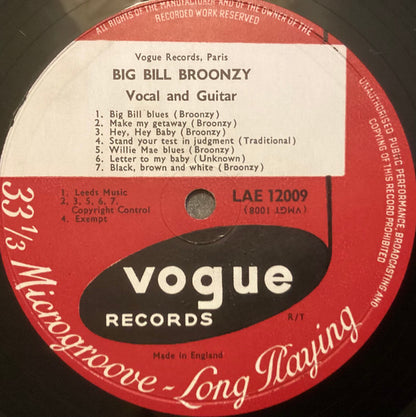 ALL RIGHTS OF THE MANUFACTURER AND OF THE OWNER OF THE
RECORDED WORK RESERVED
UNAUTHORISED PUBLIC PERFORMANCE, BROADCASTING AND
COPYING OF THIS RECORD PROHIBITED
Vogue Records, Paris
BIG BILL BROONZY
Vocal and Guitar
1. Big Bill blues (Broonzy)
2. Make my getaway (Broonzy)
3. Hey, Hey Baby (Broonzy)
4. Stand your test in judgment (Traditional)
5. Willie Mae blues (Broonzy)
6. Letter to my baby (Unknown)
7. Black, brown and white (Broonzy)
1. Leeds Music
2, 3, 5, 6, 7.
Copyright Control
4. Exempt
LAE 12009
(VMGT 1008)
vogue
RECORDS
R/T
Made in England
33 1/3 Microgroove - Long Playing